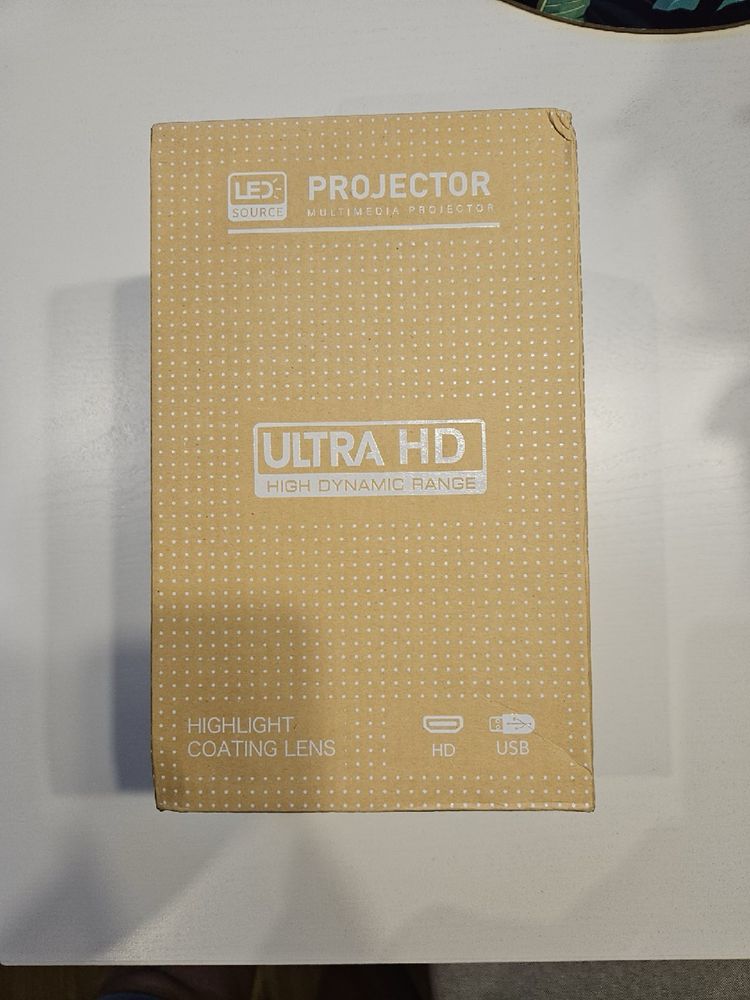 LED
SOURCE
PROJECTOR
MULTIMEDIA PROJECTOR
ULTRA HD
HIGH DYNAMIC RANGE
HIGHLIGHT
COATING LENS
HD
USB